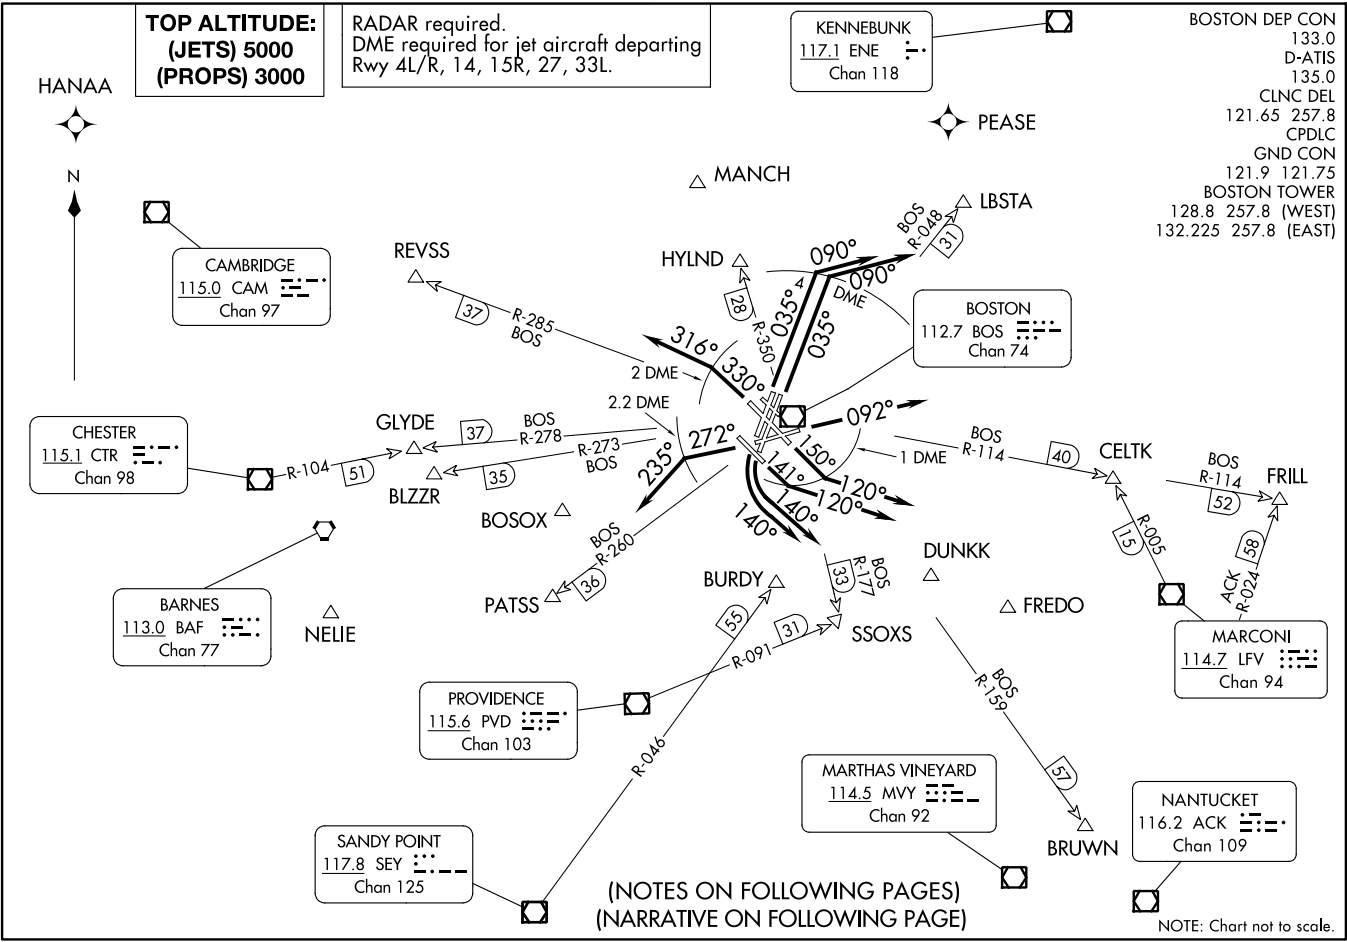 TOP ALTITUDE:
(JETS) 5000
(PROPS) 3000
RADAR required.
DME required for jet aircraft departing
Rwy 4L/R, 14, 15R, 27, 33L.
KENNEBUNK
117.1 ENE
Chan 118
BOSTON DEP CON
133.0
D-ATIS
135.0
CLNC DEL
121.65 257.8
CPDLC
GND CON
121.9 121.75
BOSTON TOWER
128.8 257.8 (WEST)
132.225 257.8 (EAST)
HANAA
PEASE
N
MANCH
LBSTA
BOS
R-048
31
CAMBRIDGE
115.0 CAM
Chan 97
REVSS
37
R-285
BOS
HYLND
28
R-350
090°
090°
4
DME
035°
035°
BOSTON
112.7 BOS
Chan 74
316°
330°
2 DME
2.2 DME
CHESTER
115.1 CTR
Chan 98
R-104
51
GLYDE
37
BOS
R-278
R-273
BOS
35
BLZZR
272°
235°
092°
150°
141°
1 DME
120°
120°
140°
140°
BOS
R-114
40
CELTK
BOS
R-114
52
FRILL
BOSOX
BOS
R-260
36
PATSS
R-005
15
58
ACK
R-024
BARNES
113.0 BAF
Chan 77
NELIE
BURDY
55
33
BOS
R-177
DUNKK
FREDO
SSOXS
31
R-091
MARCONI
114.7 LFV
Chan 94
PROVIDENCE
115.6 PVD
Chan 103
R-046
BOS
R-159
57
BRUWN
MARTHAS VINEYARD
114.5 MVY
Chan 92
NANTUCKET
116.2 ACK
Chan 109
SANDY POINT
117.8 SEY
Chan 125
(NOTES ON FOLLOWING PAGES)
(NARRATIVE ON FOLLOWING PAGE)
NOTE: Chart not to scale.